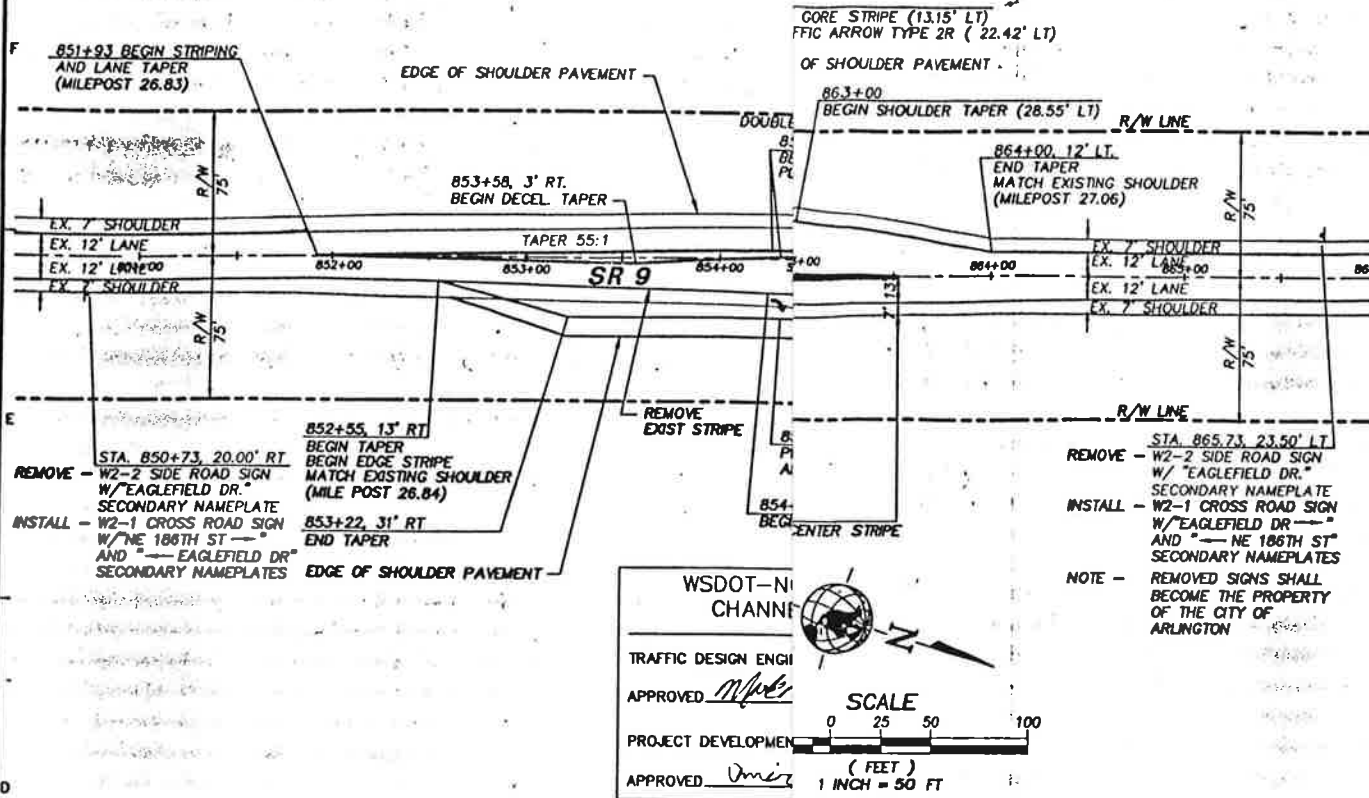 GORE STRIPE (13.15' LT)
FFIC ARROW TYPE 2R ( 22.42' LT)
OF SHOULDER PAVEMENT
F
851+93 BEGIN STRIPING
AND LANE TAPER
(MILEPOST 26.83)
EDGE OF SHOULDER PAVEMENT
863+00
BEGIN SHOULDER TAPER (28.55' LT)
R/W LINE
DOUBLE
864+00, 12' LT.
END TAPER
MATCH EXISTING SHOULDER
(MILEPOST 27.06)
R/W
75'
853+58, 3' RT.
BEGIN DECEL. TAPER
R/W
75'
EX. 7' SHOULDER
EX. 12' LANE
TAPER 55:1
EX. 12' LANE
852+00
853+00
854+00
SR 9
EX. 7' SHOULDER
R/W
75'
864+00
EX. 7' SHOULDER
EX. 12' LANE
865+00
EX. 12' LANE
EX. 7' SHOULDER
7' 13'
R/W
75'
E
REMOVE
EXIST STRIPE
R/W LINE
852+55, 13' RT
BEGIN TAPER
BEGIN EDGE STRIPE
MATCH EXISTING SHOULDER
(MILE POST 26.84)
853+22, 31' RT
END TAPER
EDGE OF SHOULDER PAVEMENT
STA. 850+73, 20.00' RT
REMOVE - W2-2 SIDE ROAD SIGN
W/"EAGLEFIELD DR."
SECONDARY NAMEPLATE
INSTALL - W2-1 CROSS ROAD SIGN
W/"NE 186TH ST →"
AND "← EAGLEFIELD DR"
SECONDARY NAMEPLATES
854+
BEGI
CENTER STRIPE
STA. 865.73, 23.50' LT
REMOVE - W2-2 SIDE ROAD SIGN
W/ "EAGLEFIELD DR."
SECONDARY NAMEPLATE
INSTALL - W2-1 CROSS ROAD SIGN
W/"EAGLEFIELD DR →"
AND "← NE 186TH ST"
SECONDARY NAMEPLATES
NOTE - REMOVED SIGNS SHALL
BECOME THE PROPERTY
OF THE CITY OF
ARLINGTON
WSDOT-N
CHANNE
TRAFFIC DESIGN ENGI
APPROVED
PROJECT DEVELOPMEN
APPROVED
N
SCALE
0 25 50 100
( FEET )
1 INCH = 50 FT
D